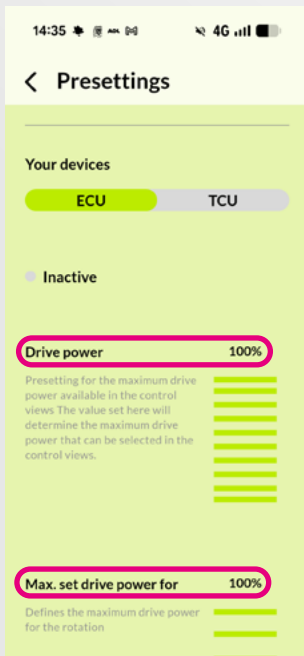 14:35 4G
Presettings
Your devices
ECU TCU
Inactive
Drive power 100%
Presetting for the maximum drive
power available in the control
views The value set here will
determine the maximum drive
power that can be selected in the
control views.
Max. set drive power for 100%
Defines the maximum drive power
for the rotation